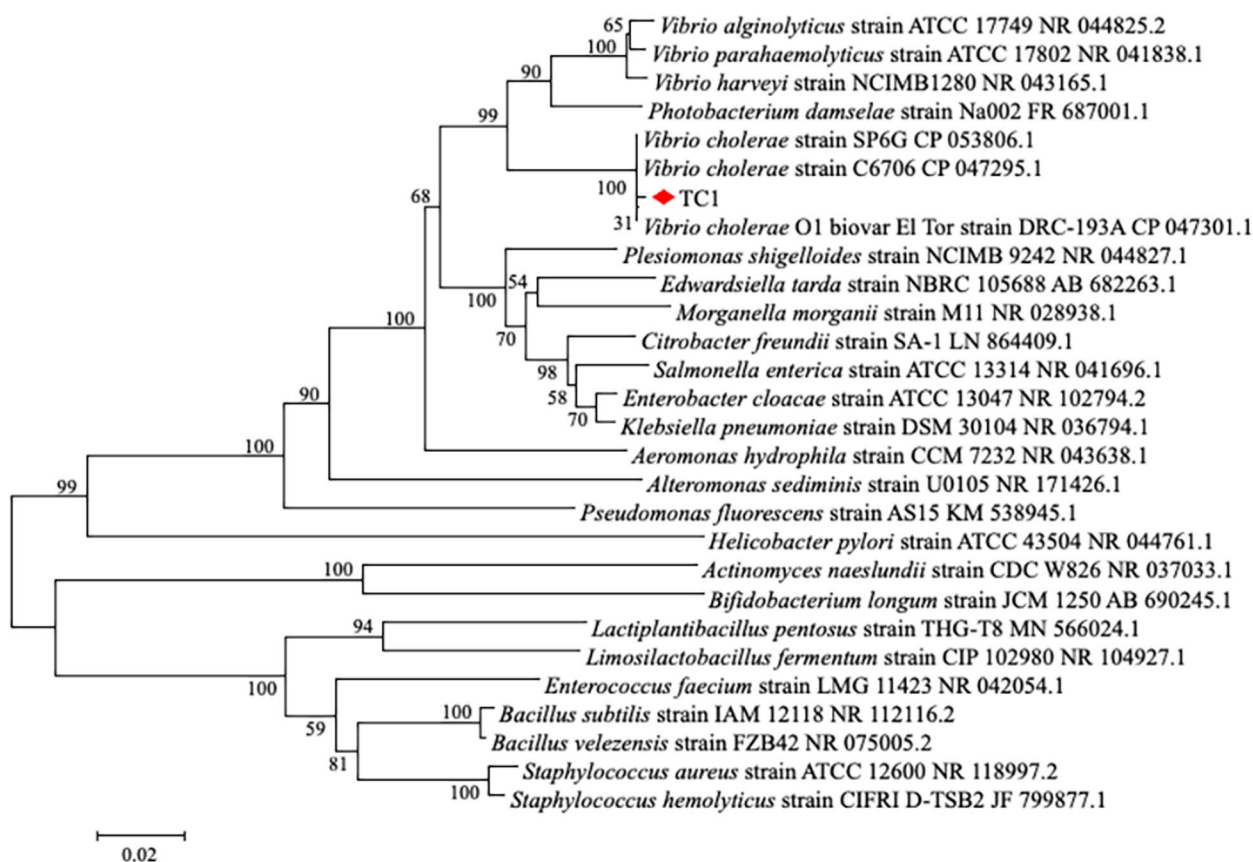 65
Vibrio alginolyticus strain ATCC 17749 NR 044825.2
100
Vibrio parahaemolyticus strain ATCC 17802 NR 041838.1
90
Vibrio harveyi strain NCIMB1280 NR 043165.1
99
Photobacterium damselae strain Na002 FR 687001.1
Vibrio cholerae strain SP6G CP 053806.1
Vibrio cholerae strain C6706 CP 047295.1
100
68
TC1
31
Vibrio cholerae O1 biovar El Tor strain DRC-193A CP 047301.1
Plesiomonas shigelloides strain NCIMB 9242 NR 044827.1
54
Edwardsiella tarda strain NBRC 105688 AB 682263.1
100
Morganella morganii strain M11 NR 028938.1
100
70
Citrobacter freundii strain SA-1 LN 864409.1
98
Salmonella enterica strain ATCC 13314 NR 041696.1
90
58
Enterobacter cloacae strain ATCC 13047 NR 102794.2
70
Klebsiella pneumoniae strain DSM 30104 NR 036794.1
100
Aeromonas hydrophila strain CCM 7232 NR 043638.1
99
Alteromonas sediminis strain U0105 NR 171426.1
Pseudomonas fluorescens strain AS15 KM 538945.1
Helicobacter pylori strain ATCC 43504 NR 044761.1
100
Actinomyces naeslundii strain CDC W826 NR 037033.1
Bifidobacterium longum strain JCM 1250 AB 690245.1
94
Lactiplantibacillus pentosus strain THG-T8 MN 566024.1
Limosilactobacillus fermentum strain CIP 102980 NR 104927.1
100
Enterococcus faecium strain LMG 11423 NR 042054.1
59
100
Bacillus subtilis strain IAM 12118 NR 112116.2
Bacillus velezensis strain FZB42 NR 075005.2
81
Staphylococcus aureus strain ATCC 12600 NR 118997.2
100
Staphylococcus hemolyticus strain CIFRI D-TSB2 JF 799877.1
0.02